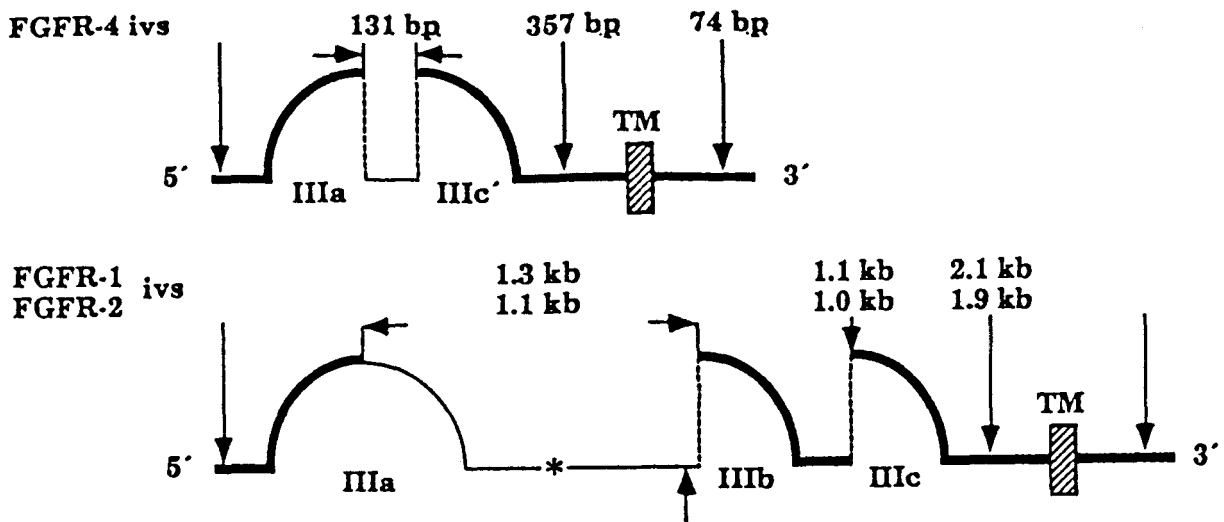 FGFR-4 ivs 131 bp 357 bp 74 bp
TM
5´ 3´
IIIa IIIc´
FGFR-1 ivs 1.3 kb 1.1 kb 2.1 kb
FGFR-2 1.1 kb 1.0 kb 1.9 kb
TM
5´ * 3´
IIIa IIIb IIIc